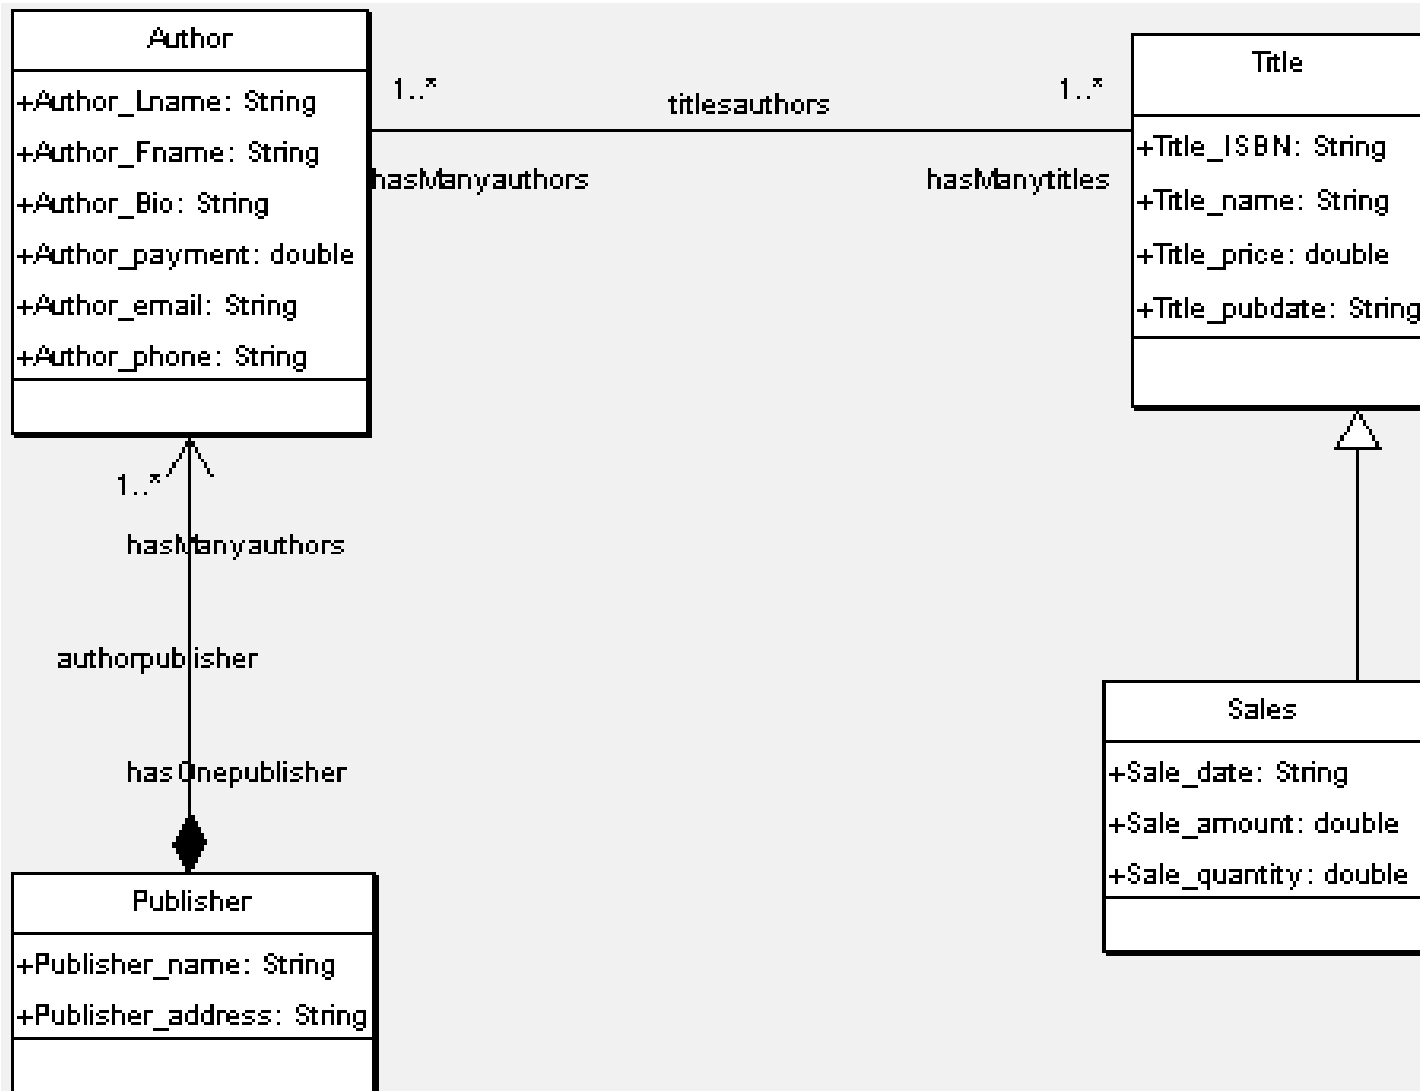 Author
+Author_Lname: String
+Author_Fname: String
+Author_Bio: String
+Author_payment: double
+Author_email: String
+Author_phone: String
1..*
titlesauthors
1..*
hasManyauthors
hasManytitles
Title
+Title_ISBN: String
+Title_name: String
+Title_price: double
+Title_pubdate: String
1..*
hasManyauthors
authorpublisher
hasOnepublisher
Publisher
+Publisher_name: String
+Publisher_address: String
Sales
+Sale_date: String
+Sale_amount: double
+Sale_quantity: double